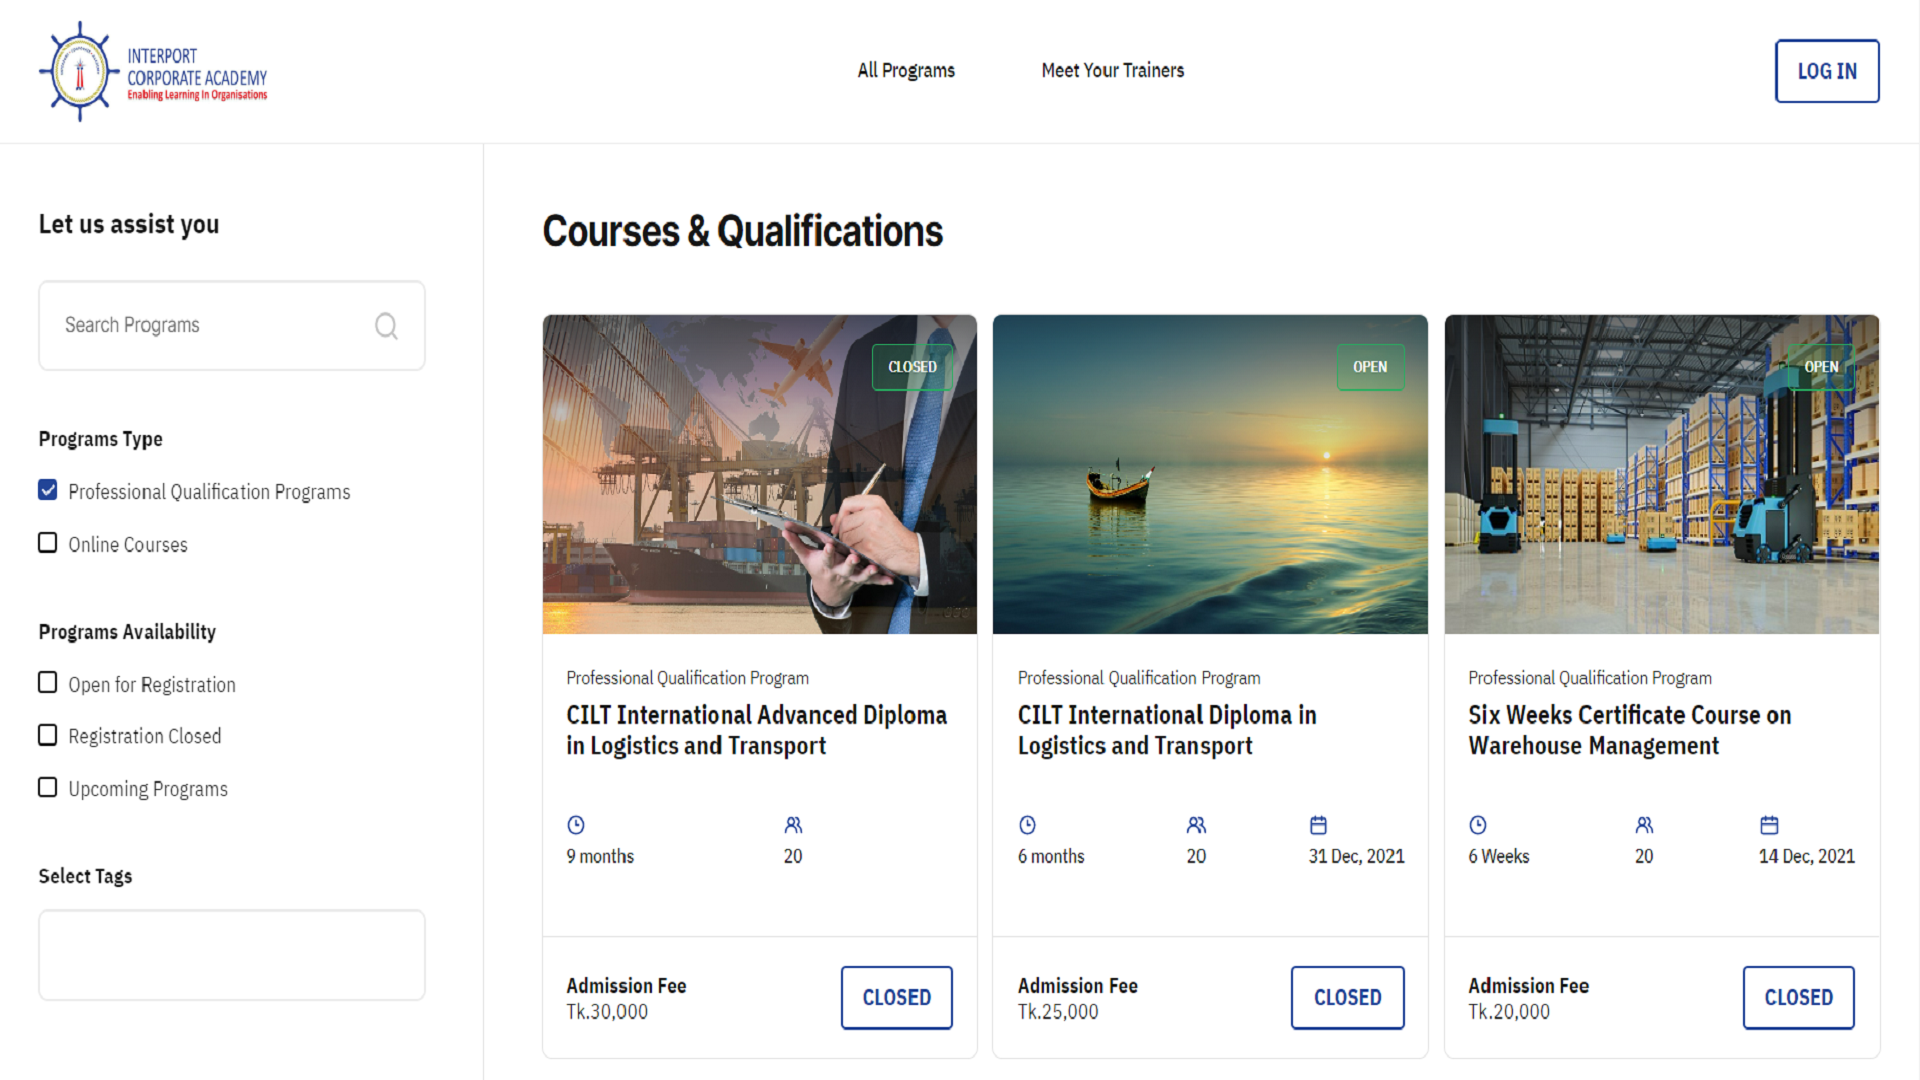 INTERPORT
CORPORATE ACADEMY
Enabling Learning In Organisations
All Programs
Meet Your Trainers
LOG IN
Let us assist you
Search Programs
Programs Type
Professional Qualification Programs
Online Courses
Programs Availability
Open for Registration
Registration Closed
Upcoming Programs
Select Tags
Courses & Qualifications
CLOSED
Professional Qualification Program
CILT International Advanced Diploma
in Logistics and Transport
9 months
20
Admission Fee
Tk.30,000
CLOSED
OPEN
Professional Qualification Program
CILT International Diploma in
Logistics and Transport
6 months
20
31 Dec, 2021
Admission Fee
Tk.25,000
CLOSED
OPEN
Professional Qualification Program
Six Weeks Certificate Course on
Warehouse Management
6 Weeks
20
14 Dec, 2021
Admission Fee
Tk.20,000
CLOSED